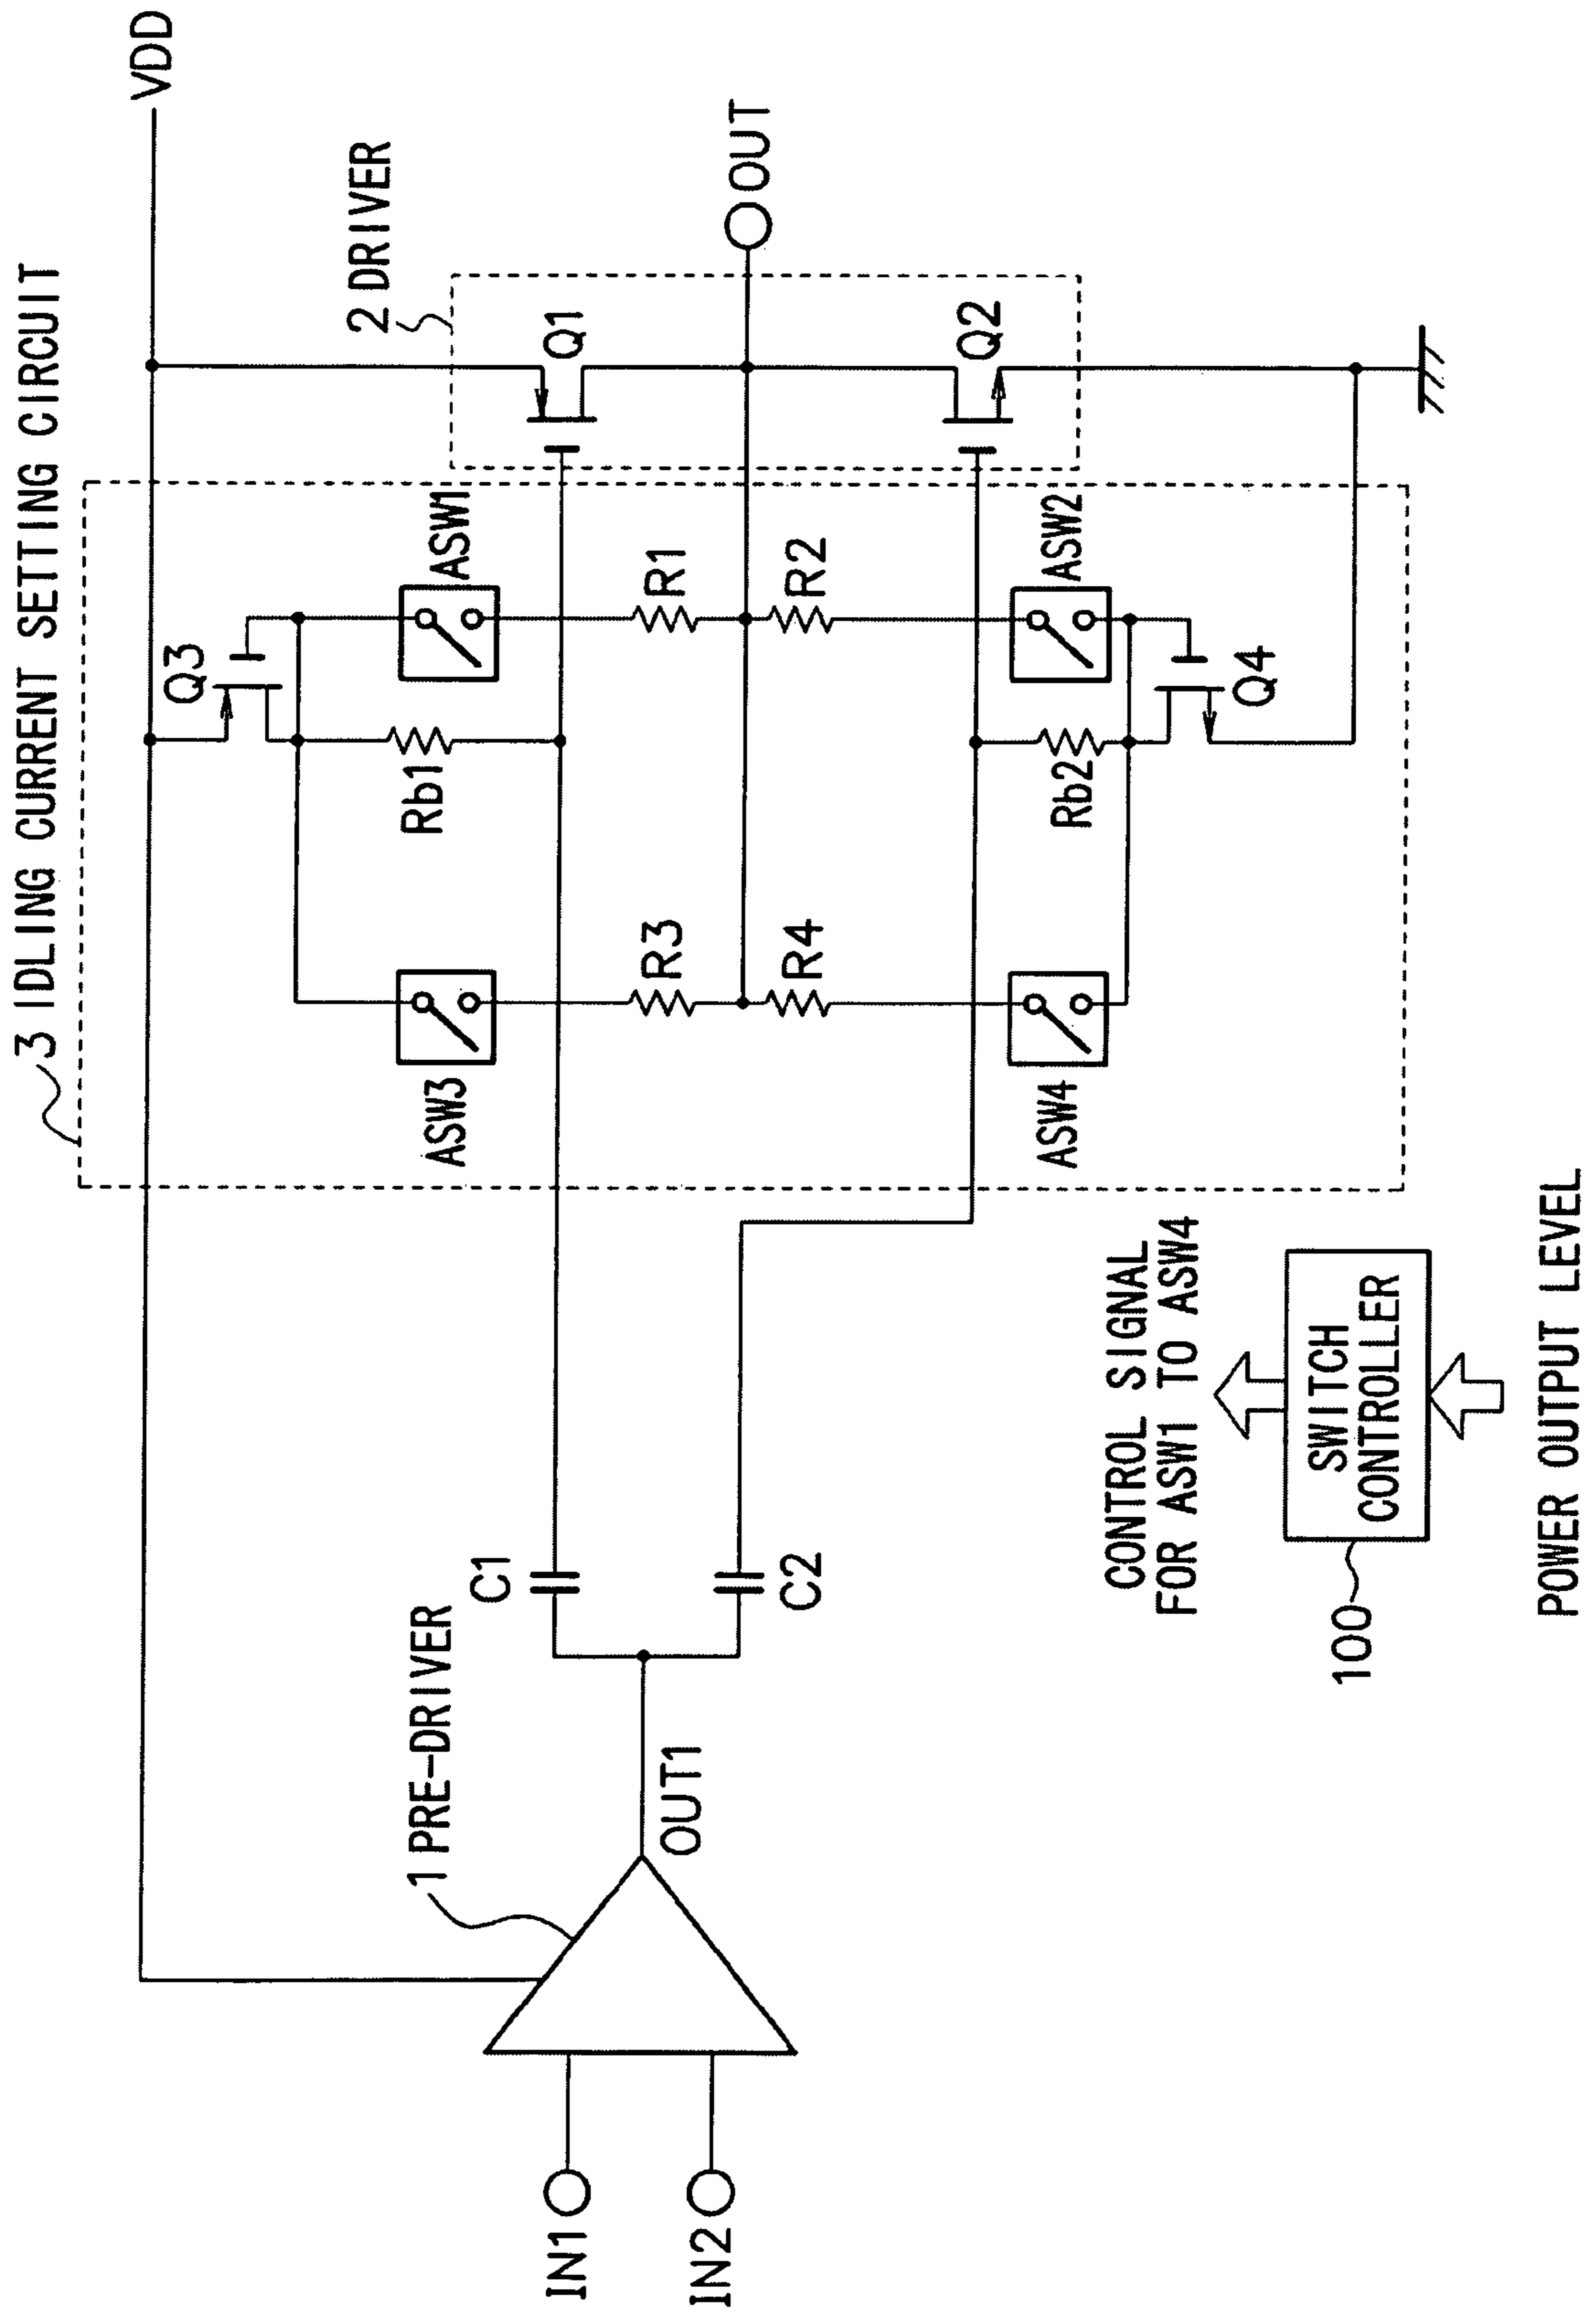 3 IDLING CURRENT SETTING CIRCUIT
VDD
2 DRIVER
Q3
ASW1
Q1
Rb1
ASW3
R1
R3
OUT
R2
R4
Q2
ASW2
Rb2
ASW4
Q4
1 PRE-DRIVER
C1
C2
OUT1
IN1
IN2
CONTROL SIGNAL
FOR ASW1 TO ASW4
SWITCH
CONTROLLER
100
POWER OUTPUT LEVEL